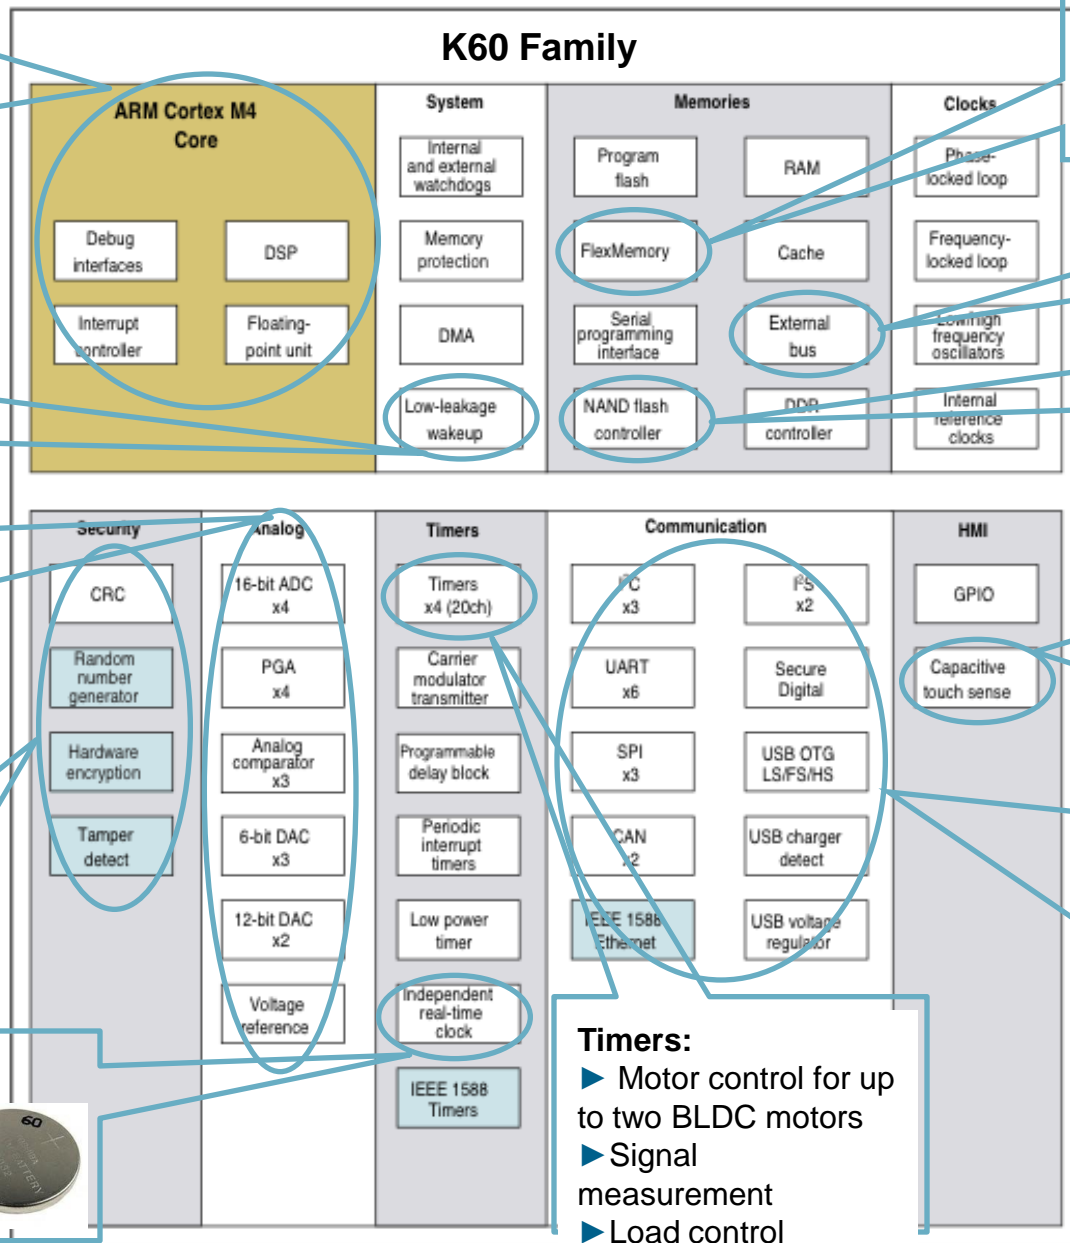 K60 Family
ARM Cortex M4
Core
Debug
interfaces
DSP
Interrupt
controller
Floating-
point unit
System
Internal
and external
watchdogs
Memory
protection
DMA
Low-leakage
wakeup
Memories
Program
flash
RAM
FlexMemory
Cache
Serial
programming
interface
External
bus
NAND flash
controller
DDR
controller
Clocks
Phase-
locked loop
Frequency-
locked loop
Low/high
frequency
oscillators
Internal
reference
clocks
Security
CRC
Random
number
generator
Hardware
encryption
Tamper
detect
Analog
16-bit ADC
x4
PGA
x4
Analog
comparator
x3
6-bit DAC
x3
12-bit DAC
x2
Voltage
reference
Timers
Timers
x4 (20ch)
Carrier
modulator
transmitter
Programmable
delay block
Periodic
interrupt
timers
Low power
timer
Independent
real-time
clock
IEEE 1588
Timers
Communication
I²C
x3
I²S
x2
UART
x6
Secure
Digital
SPI
x3
USB OTG
LS/FS/HS
CAN
x2
USB charger
detect
IEEE 1588
Ethernet
USB voltage
regulator
HMI
GPIO
Capacitive
touch sense
60
BATTERY
Timers:
► Motor control for up
to two BLDC motors
►Signal
measurement
►Load control